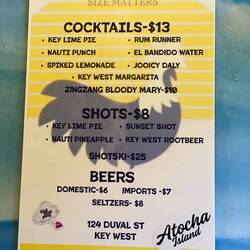 SIZE MATTERS
COCKTAILS-$13
• KEY LIME PIE • RUM RUNNER
• NAUTI PUNCH • EL BANDIDO WATER
• SPIKED LEMONADE • JOOICY DALY
• KEY WEST MARGARITA
ZINGZANG BLOODY MARY-$10
SHOTS-$8
• KEY LIME PIE • SUNSET SHOT
• NAUTI PINEAPPLE • KEY WEST ROOTBEER
SHOTSKI-$25
BEERS
DOMESTIC-$6 IMPORTS -$7
SELTZERS- $8
124 DUVAL ST
KEY WEST
Atocha
Island